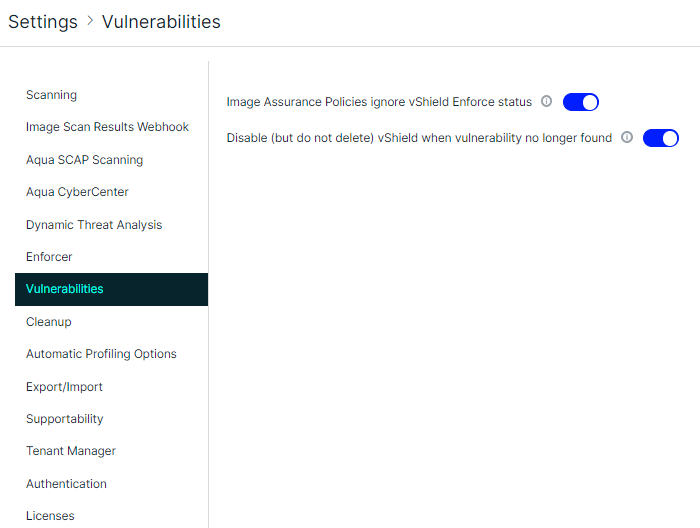 Settings > Vulnerabilities
Scanning
Image Scan Results Webhook
Aqua SCAP Scanning
Aqua CyberCenter
Dynamic Threat Analysis
Enforcer
Vulnerabilities
Cleanup
Automatic Profiling Options
Export/Import
Supportability
Tenant Manager
Authentication
Licenses
Image Assurance Policies ignore vShield Enforce status
Disable (but do not delete) vShield when vulnerability no longer found